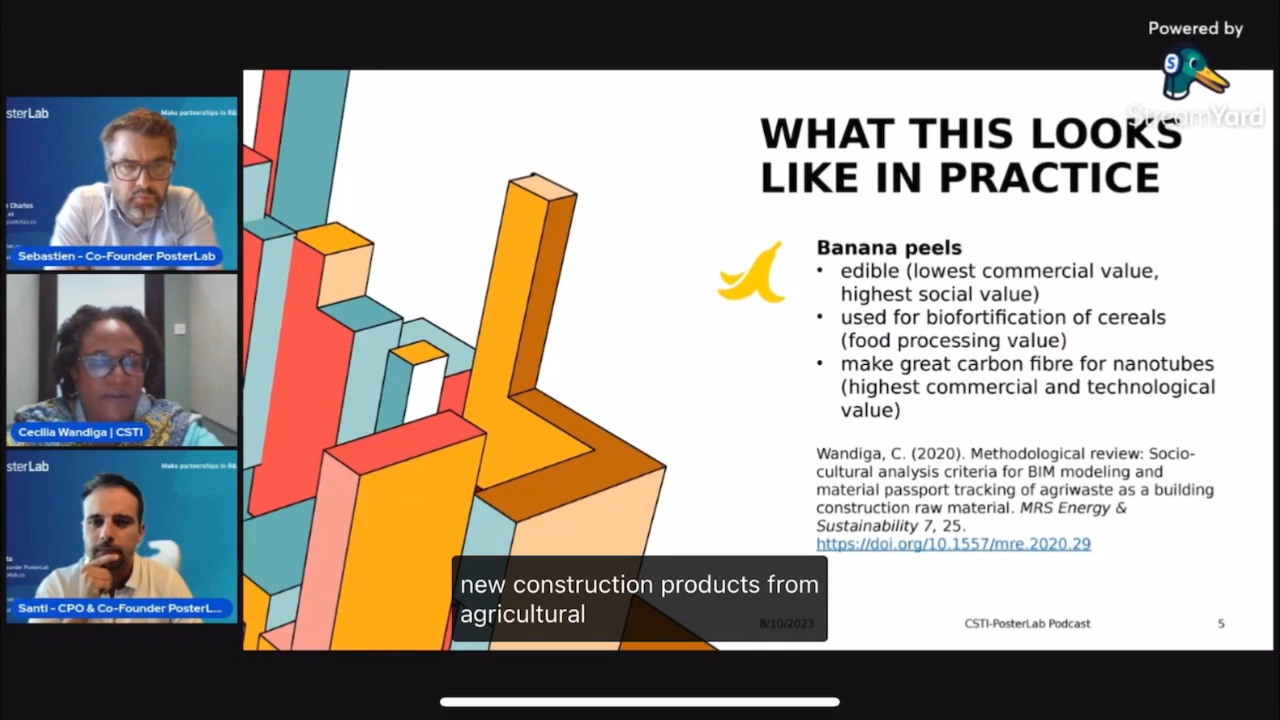 Powered by
StreamYard
sterLab
Make partnerships in R&
Charles
Sebastien - Co-Founder PosterLab
Cecilia Wandiga | CSTI
sterLab
Make partnerships in R&
Santi - CPO & Co-Founder PosterL...
WHAT THIS LOOKS
LIKE IN PRACTICE
Banana peels
• edible (lowest commercial value,
highest social value)
• used for biofortification of cereals
(food processing value)
• make great carbon fibre for nanotubes
(highest commercial and technological
value)
Wandiga, C. (2020). Methodological review: Socio-
cultural analysis criteria for BIM modeling and
material passport tracking of agriwaste as a building
construction raw material. MRS Energy &
Sustainability 7, 25.
https://doi.org/10.1557/mre.2020.29
new construction products from
agricultural
8/10/2023
CSTI-PosterLab Podcast
5